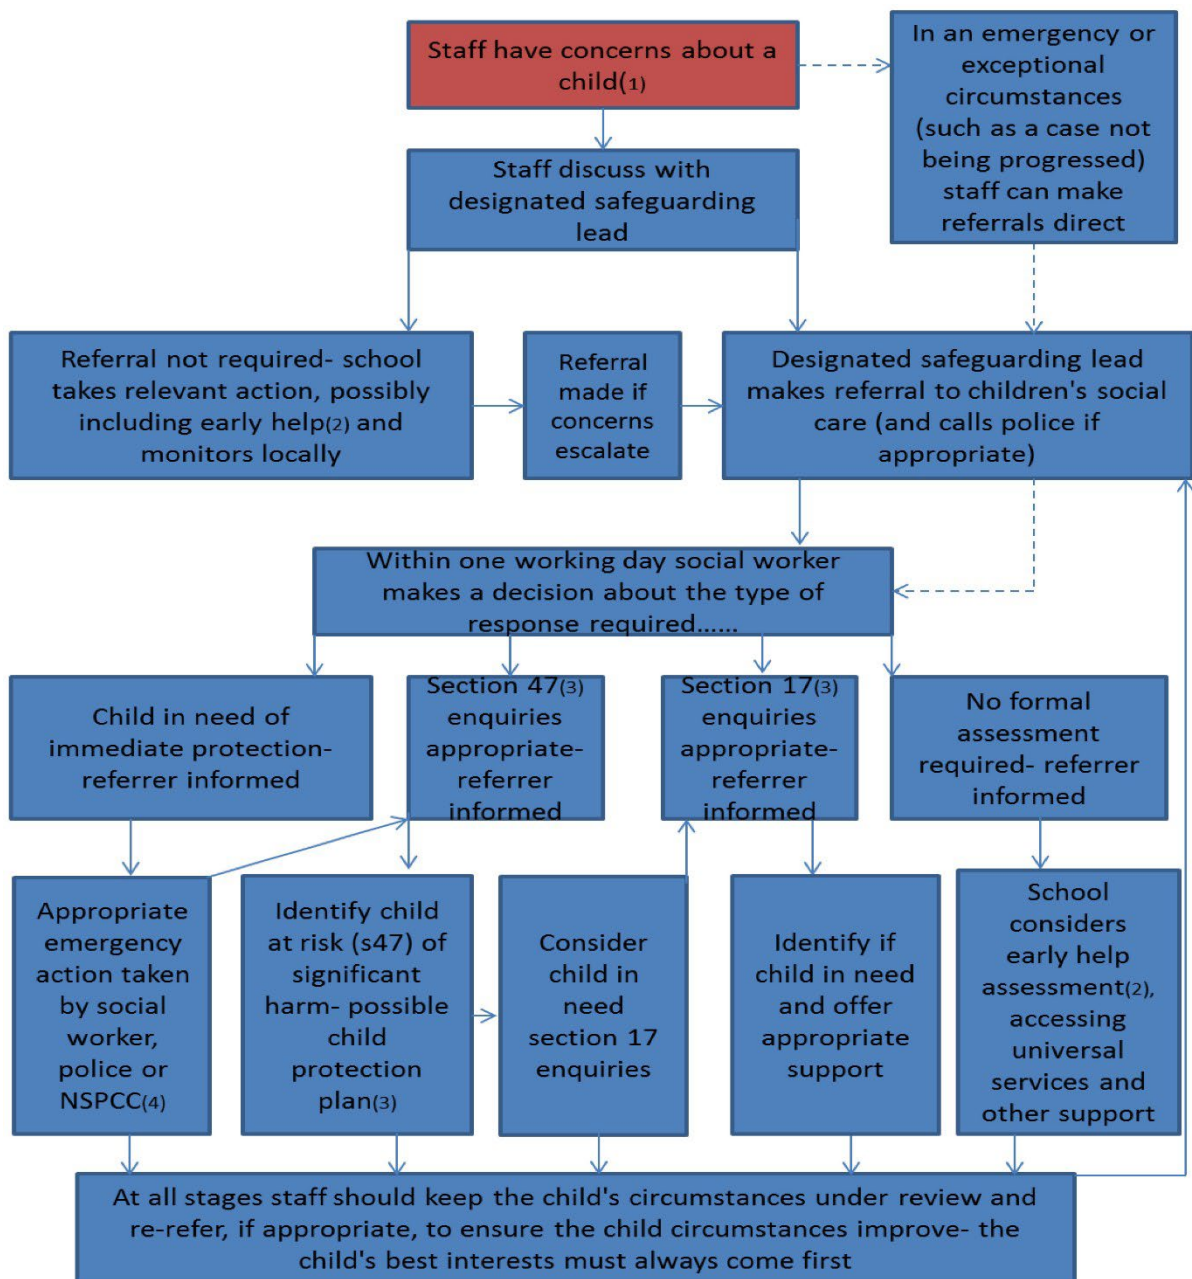 Staff have concerns about a
child(1)
In an emergency or
exceptional
circumstances
(such as a case not
being progressed)
staff can make
referrals direct
Staff discuss with
designated safeguarding
lead
Referral not required- school
takes relevant action, possibly
including early help(2) and
monitors locally
Referral
made if
concerns
escalate
Designated safeguarding lead
makes referral to children's social
care (and calls police if
appropriate)
Within one working day social worker
makes a decision about the type of
response required......
Child in need of
immediate protection-
referrer informed
Section 47(3)
enquiries
appropriate-
referrer
informed
Section 17(3)
enquiries
appropriate-
referrer
informed
No formal
assessment
required- referrer
informed
Appropriate
emergency
action taken
by social
worker,
police or
NSPCC(4)
Identify child
at risk (s47) of
significant
harm- possible
child
protection
plan(3)
Consider
child in
need
section 17
enquiries
Identify if
child in need
and offer
appropriate
support
School
considers
early help
assessment(2),
accessing
universal
services and
other support
At all stages staff should keep the child's circumstances under review and
re-refer, if appropriate, to ensure the child circumstances improve- the
child's best interests must always come first